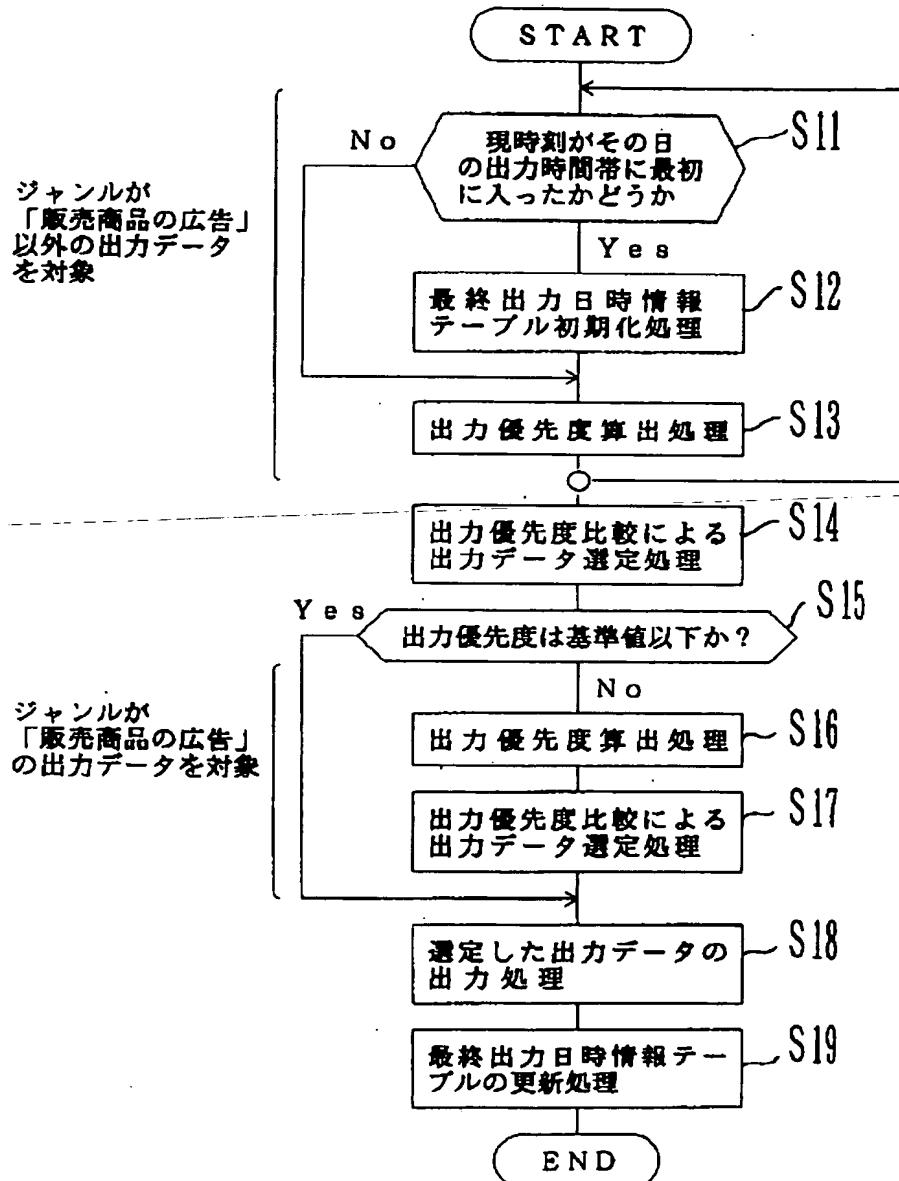 START
S11
No
現時刻がその日
の出力時間帯に最初
に入ったかどうか
ジャンルが
「販売商品の広告」
以外の出力データ
を対象
Yes
S12
最終出力日時情報
テーブル初期化処理
S13
出力優先度算出処理
S14
出力優先度比較による
出力データ選定処理
S15
Yes
出力優先度は基準値以下か?
No
ジャンルが
「販売商品の広告」
の出力データを対象
S16
出力優先度算出処理
S17
出力優先度比較による
出力データ選定処理
S18
選定した出力データの
出力処理
S19
最終出力日時情報テー
ブルの更新処理
END